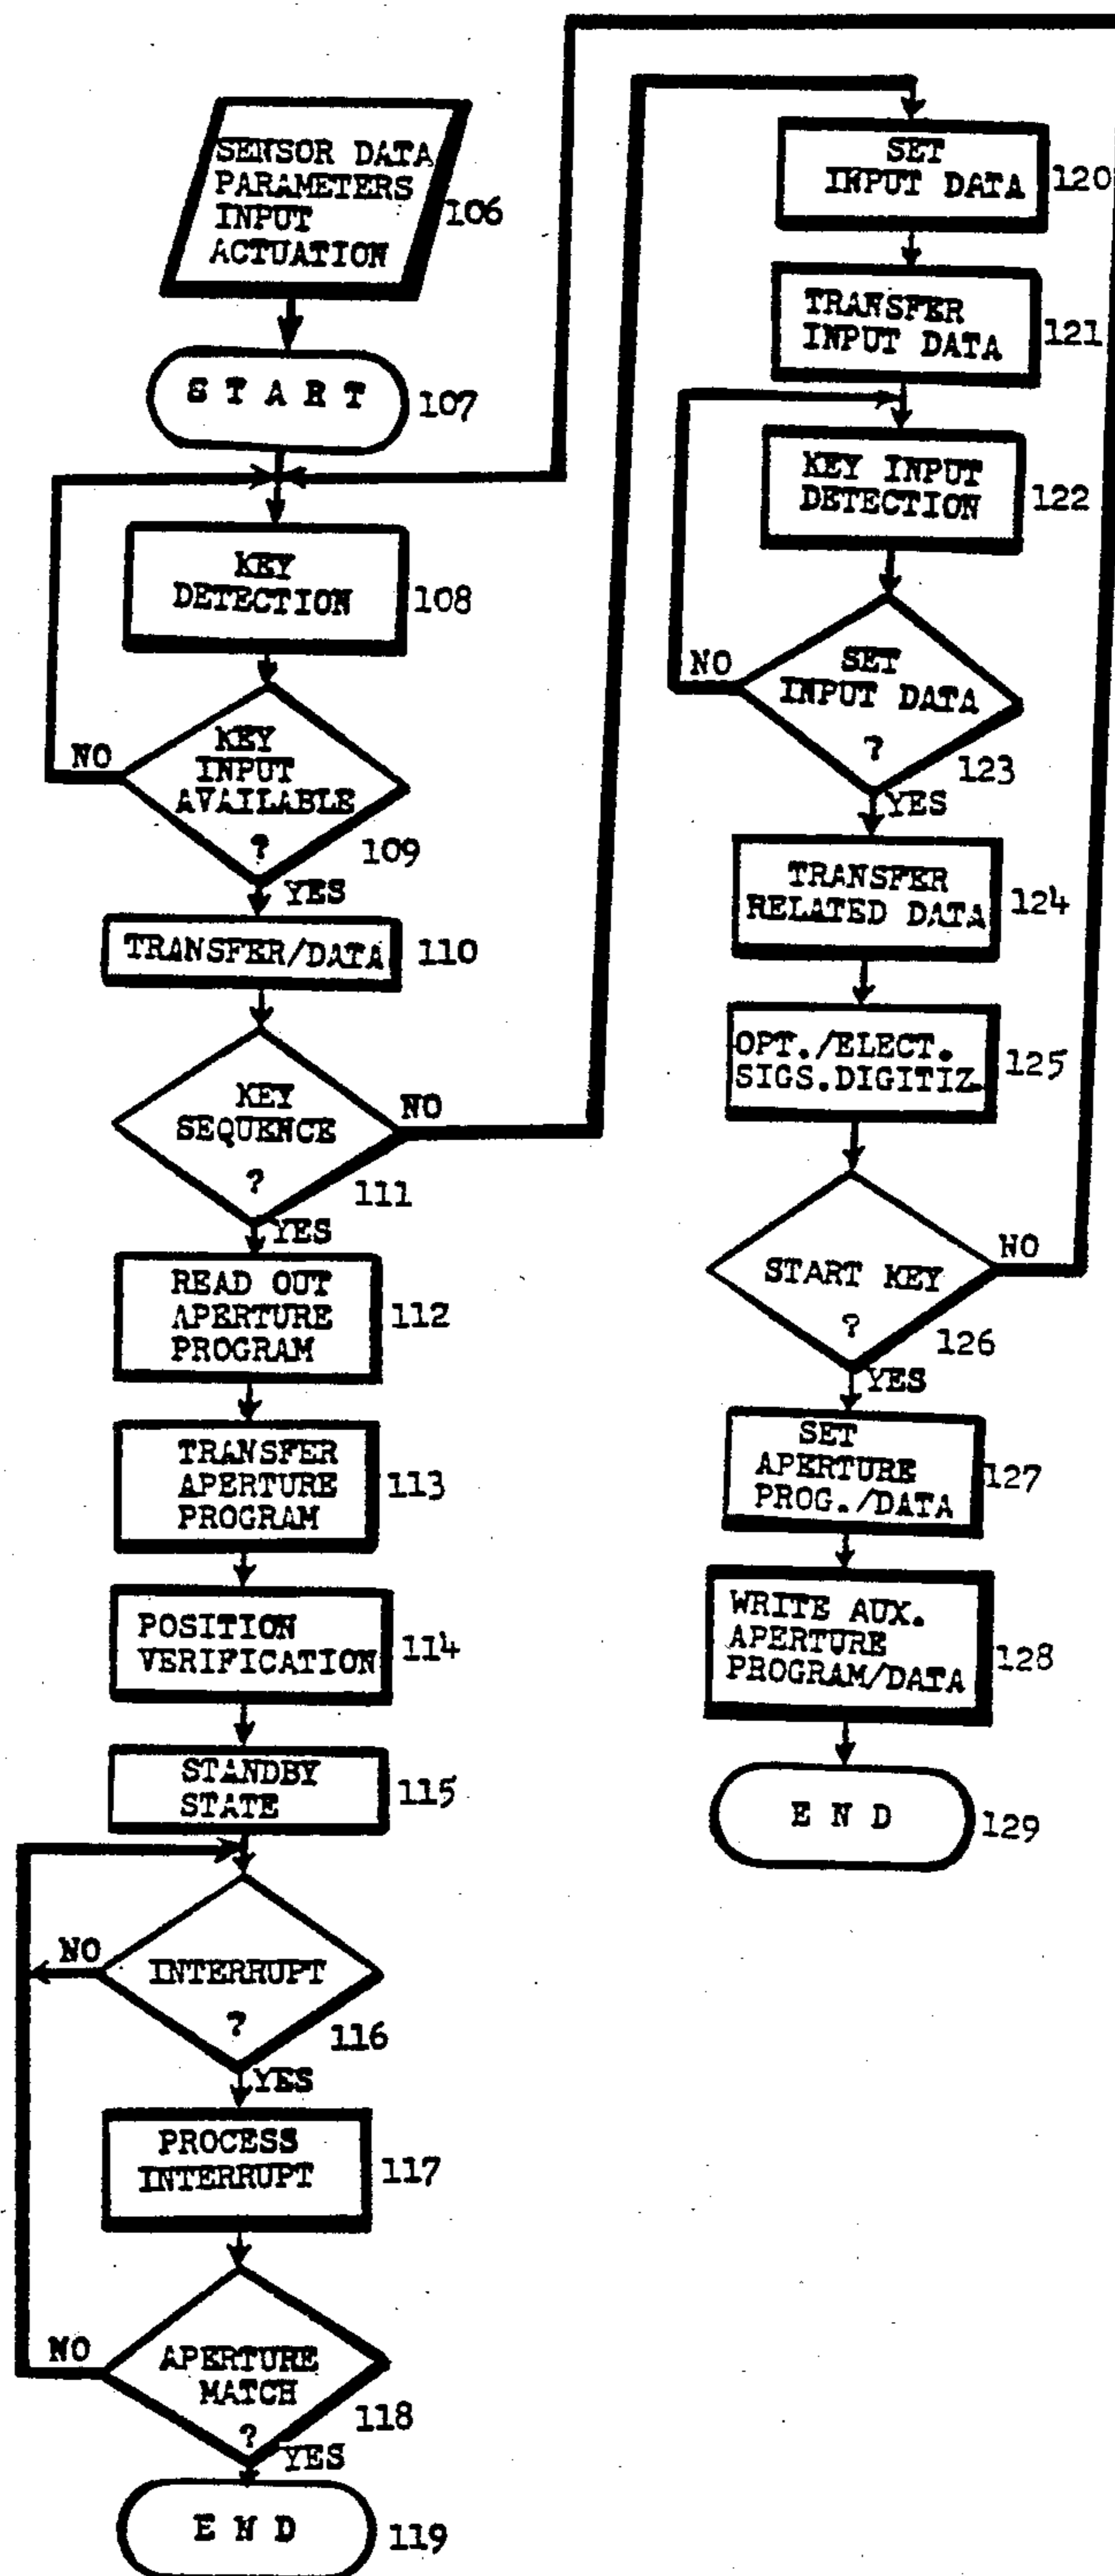 SENSOR DATA
PARAMETERS
INPUT
ACTUATION
106
START
107
KEY
DETECTION
108
NO
KEY
INPUT
AVAILABLE
?
109
YES
TRANSFER/DATA
110
KEY
SEQUENCE
?
NO
111
YES
READ OUT
APERTURE
PROGRAM
112
TRANSFER
APERTURE
PROGRAM
113
POSITION
VERIFICATION
114
STANDBY
STATE
115
NO
INTERRUPT
?
116
YES
PROCESS
INTERRUPT
117
NO
APERTURE
MATCH
?
118
YES
END
119
SET
INPUT DATA
120
TRANSFER
INPUT DATA
121
KEY INPUT
DETECTION
122
NO
SET
INPUT DATA
?
123
YES
TRANSFER
RELATED DATA
124
OPT./ELECT.
SIGS.DIGITIZ.
125
START KEY
?
NO
126
YES
SET
APERTURE
PROG./DATA
127
WRITE AUX.
APERTURE
PROGRAM/DATA
128
END
129